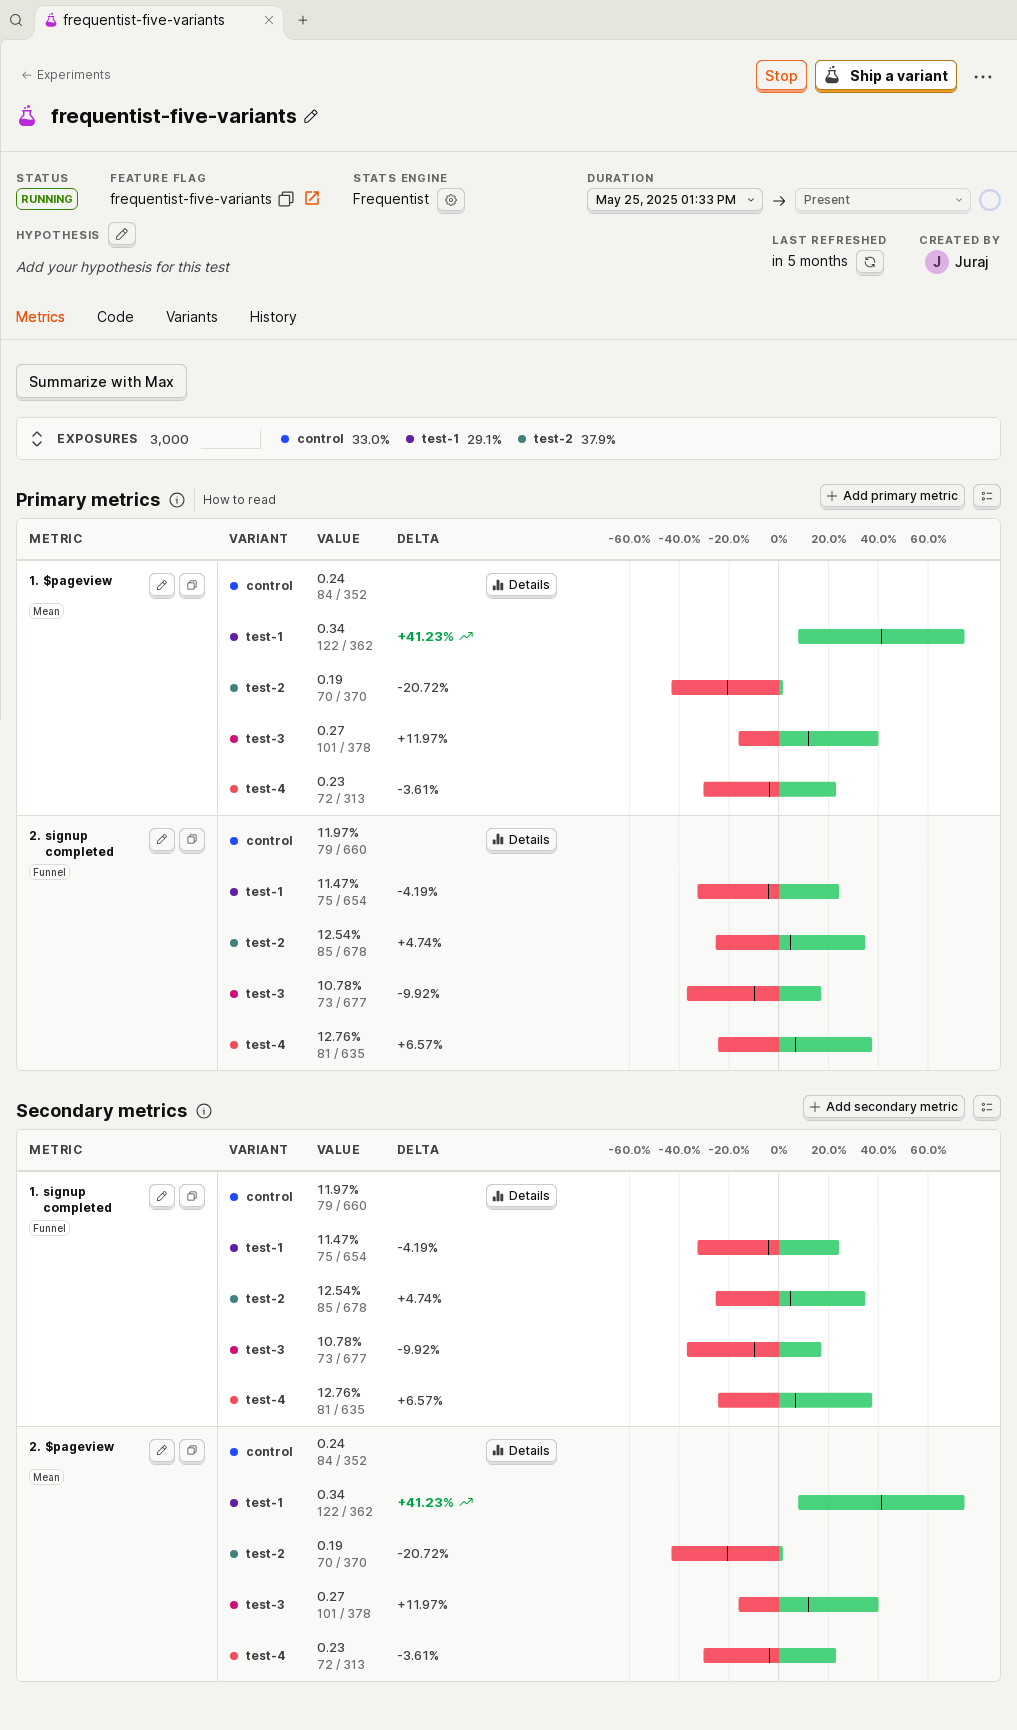 frequentist-five-variants
← Experiments
Stop
Ship a variant
frequentist-five-variants
STATUS
FEATURE FLAG
STATS ENGINE
DURATION
RUNNING
frequentist-five-variants
Frequentist
May 25, 2025 01:33 PM
→
Present
HYPOTHESIS
LAST REFRESHED
CREATED BY
Add your hypothesis for this test
in 5 months
J Juraj
Metrics
Code
Variants
History
Summarize with Max
EXPOSURES 3,000 control 33.0% test-1 29.1% test-2 37.9%
Primary metrics
How to read
+ Add primary metric
METRIC VARIANT VALUE DELTA -60.0% -40.0% -20.0% 0% 20.0% 40.0% 60.0%
1. $pageview
Mean
control 0.24 Details
84 / 352
test-1 0.34 +41.23%
122 / 362
test-2 0.19 -20.72%
70 / 370
test-3 0.27 +11.97%
101 / 378
test-4 0.23 -3.61%
72 / 313
2. signup
completed
Funnel
control 11.97% Details
79 / 660
test-1 11.47% -4.19%
75 / 654
test-2 12.54% +4.74%
85 / 678
test-3 10.78% -9.92%
73 / 677
test-4 12.76% +6.57%
81 / 635
Secondary metrics
+ Add secondary metric
METRIC VARIANT VALUE DELTA -60.0% -40.0% -20.0% 0% 20.0% 40.0% 60.0%
1. signup
completed
Funnel
control 11.97% Details
79 / 660
test-1 11.47% -4.19%
75 / 654
test-2 12.54% +4.74%
85 / 678
test-3 10.78% -9.92%
73 / 677
test-4 12.76% +6.57%
81 / 635
2. $pageview
Mean
control 0.24 Details
84 / 352
test-1 0.34 +41.23%
122 / 362
test-2 0.19 -20.72%
70 / 370
test-3 0.27 +11.97%
101 / 378
test-4 0.23 -3.61%
72 / 313